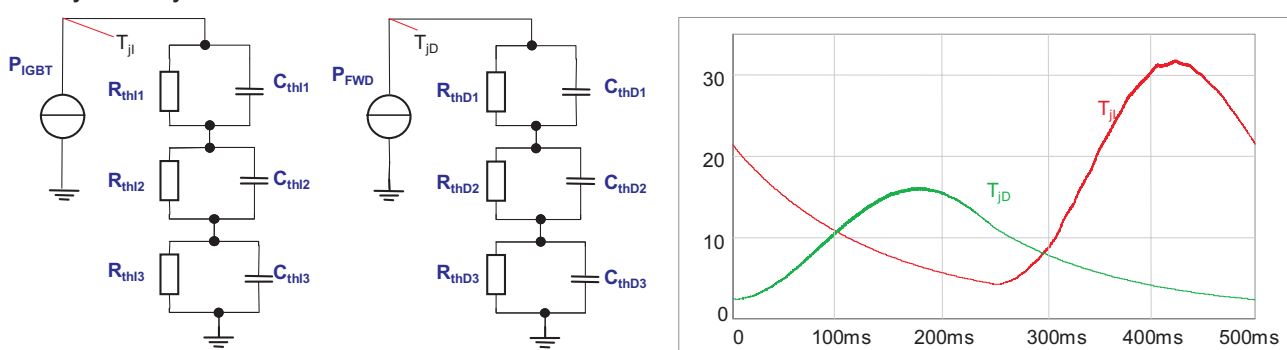 T_jI
P_IGBT
R_thI1
C_thI1
R_thI2
C_thI2
R_thI3
C_thI3
T_jD
P_FWD
R_thD1
C_thD1
R_thD2
C_thD2
R_thD3
C_thD3
30
20
10
0
T_jI
T_jD
0 100ms 200ms 300ms 400ms 500ms